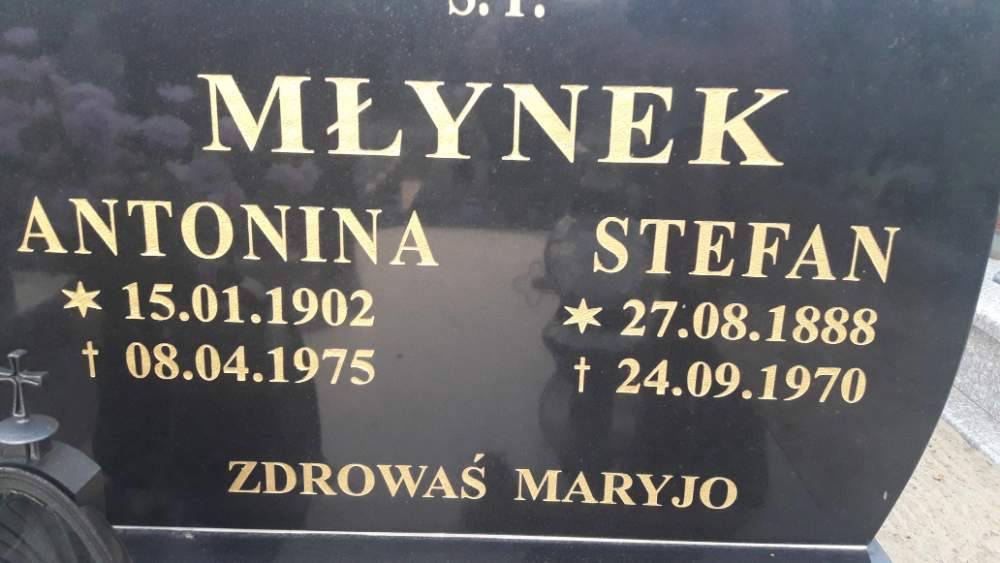 Ś.P.
MŁYNEK
ANTONINA STEFAN
✶ 15.01.1902 ✶ 27.08.1888
† 08.04.1975 † 24.09.1970
ZDROWAŚ MARYJO